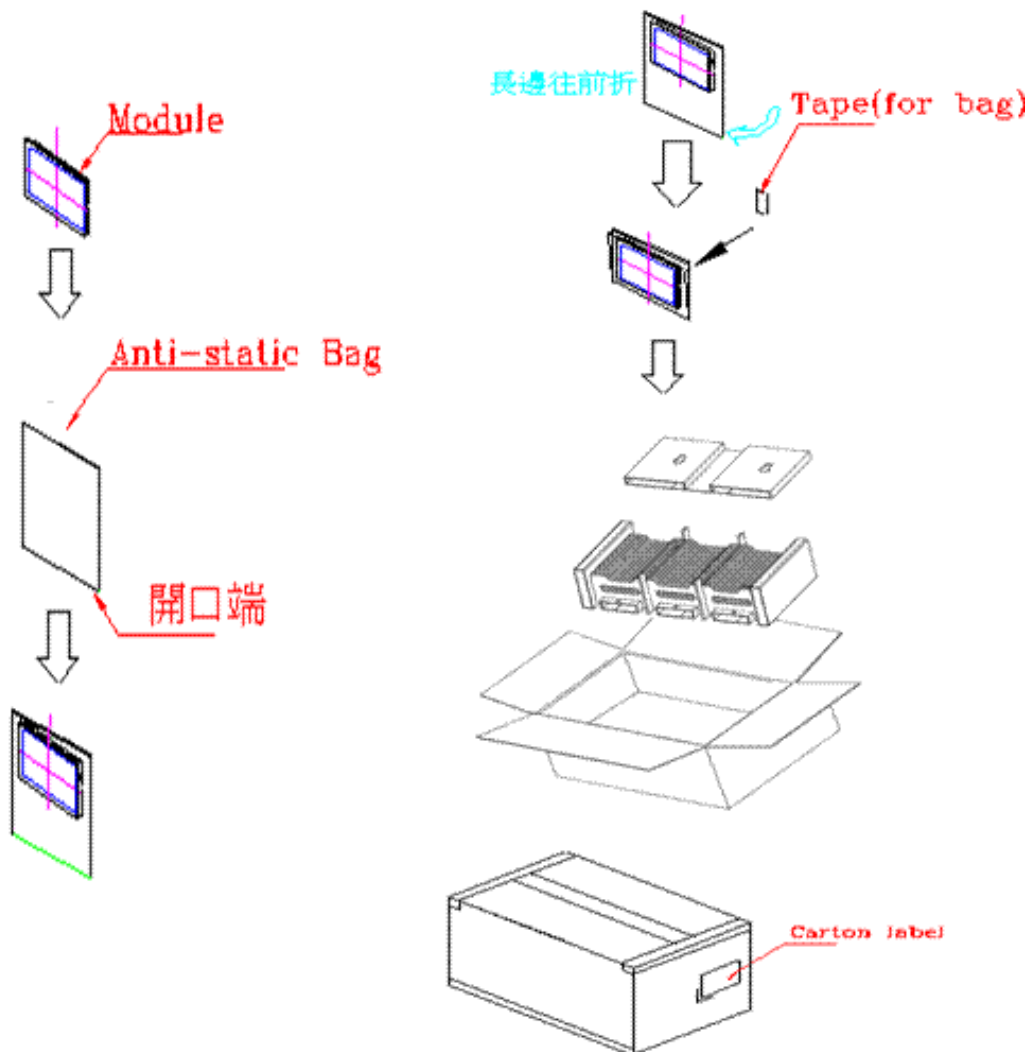 Module
Anti-static Bag
開口端
長邊往前折
Tape(for bag)
Carton label